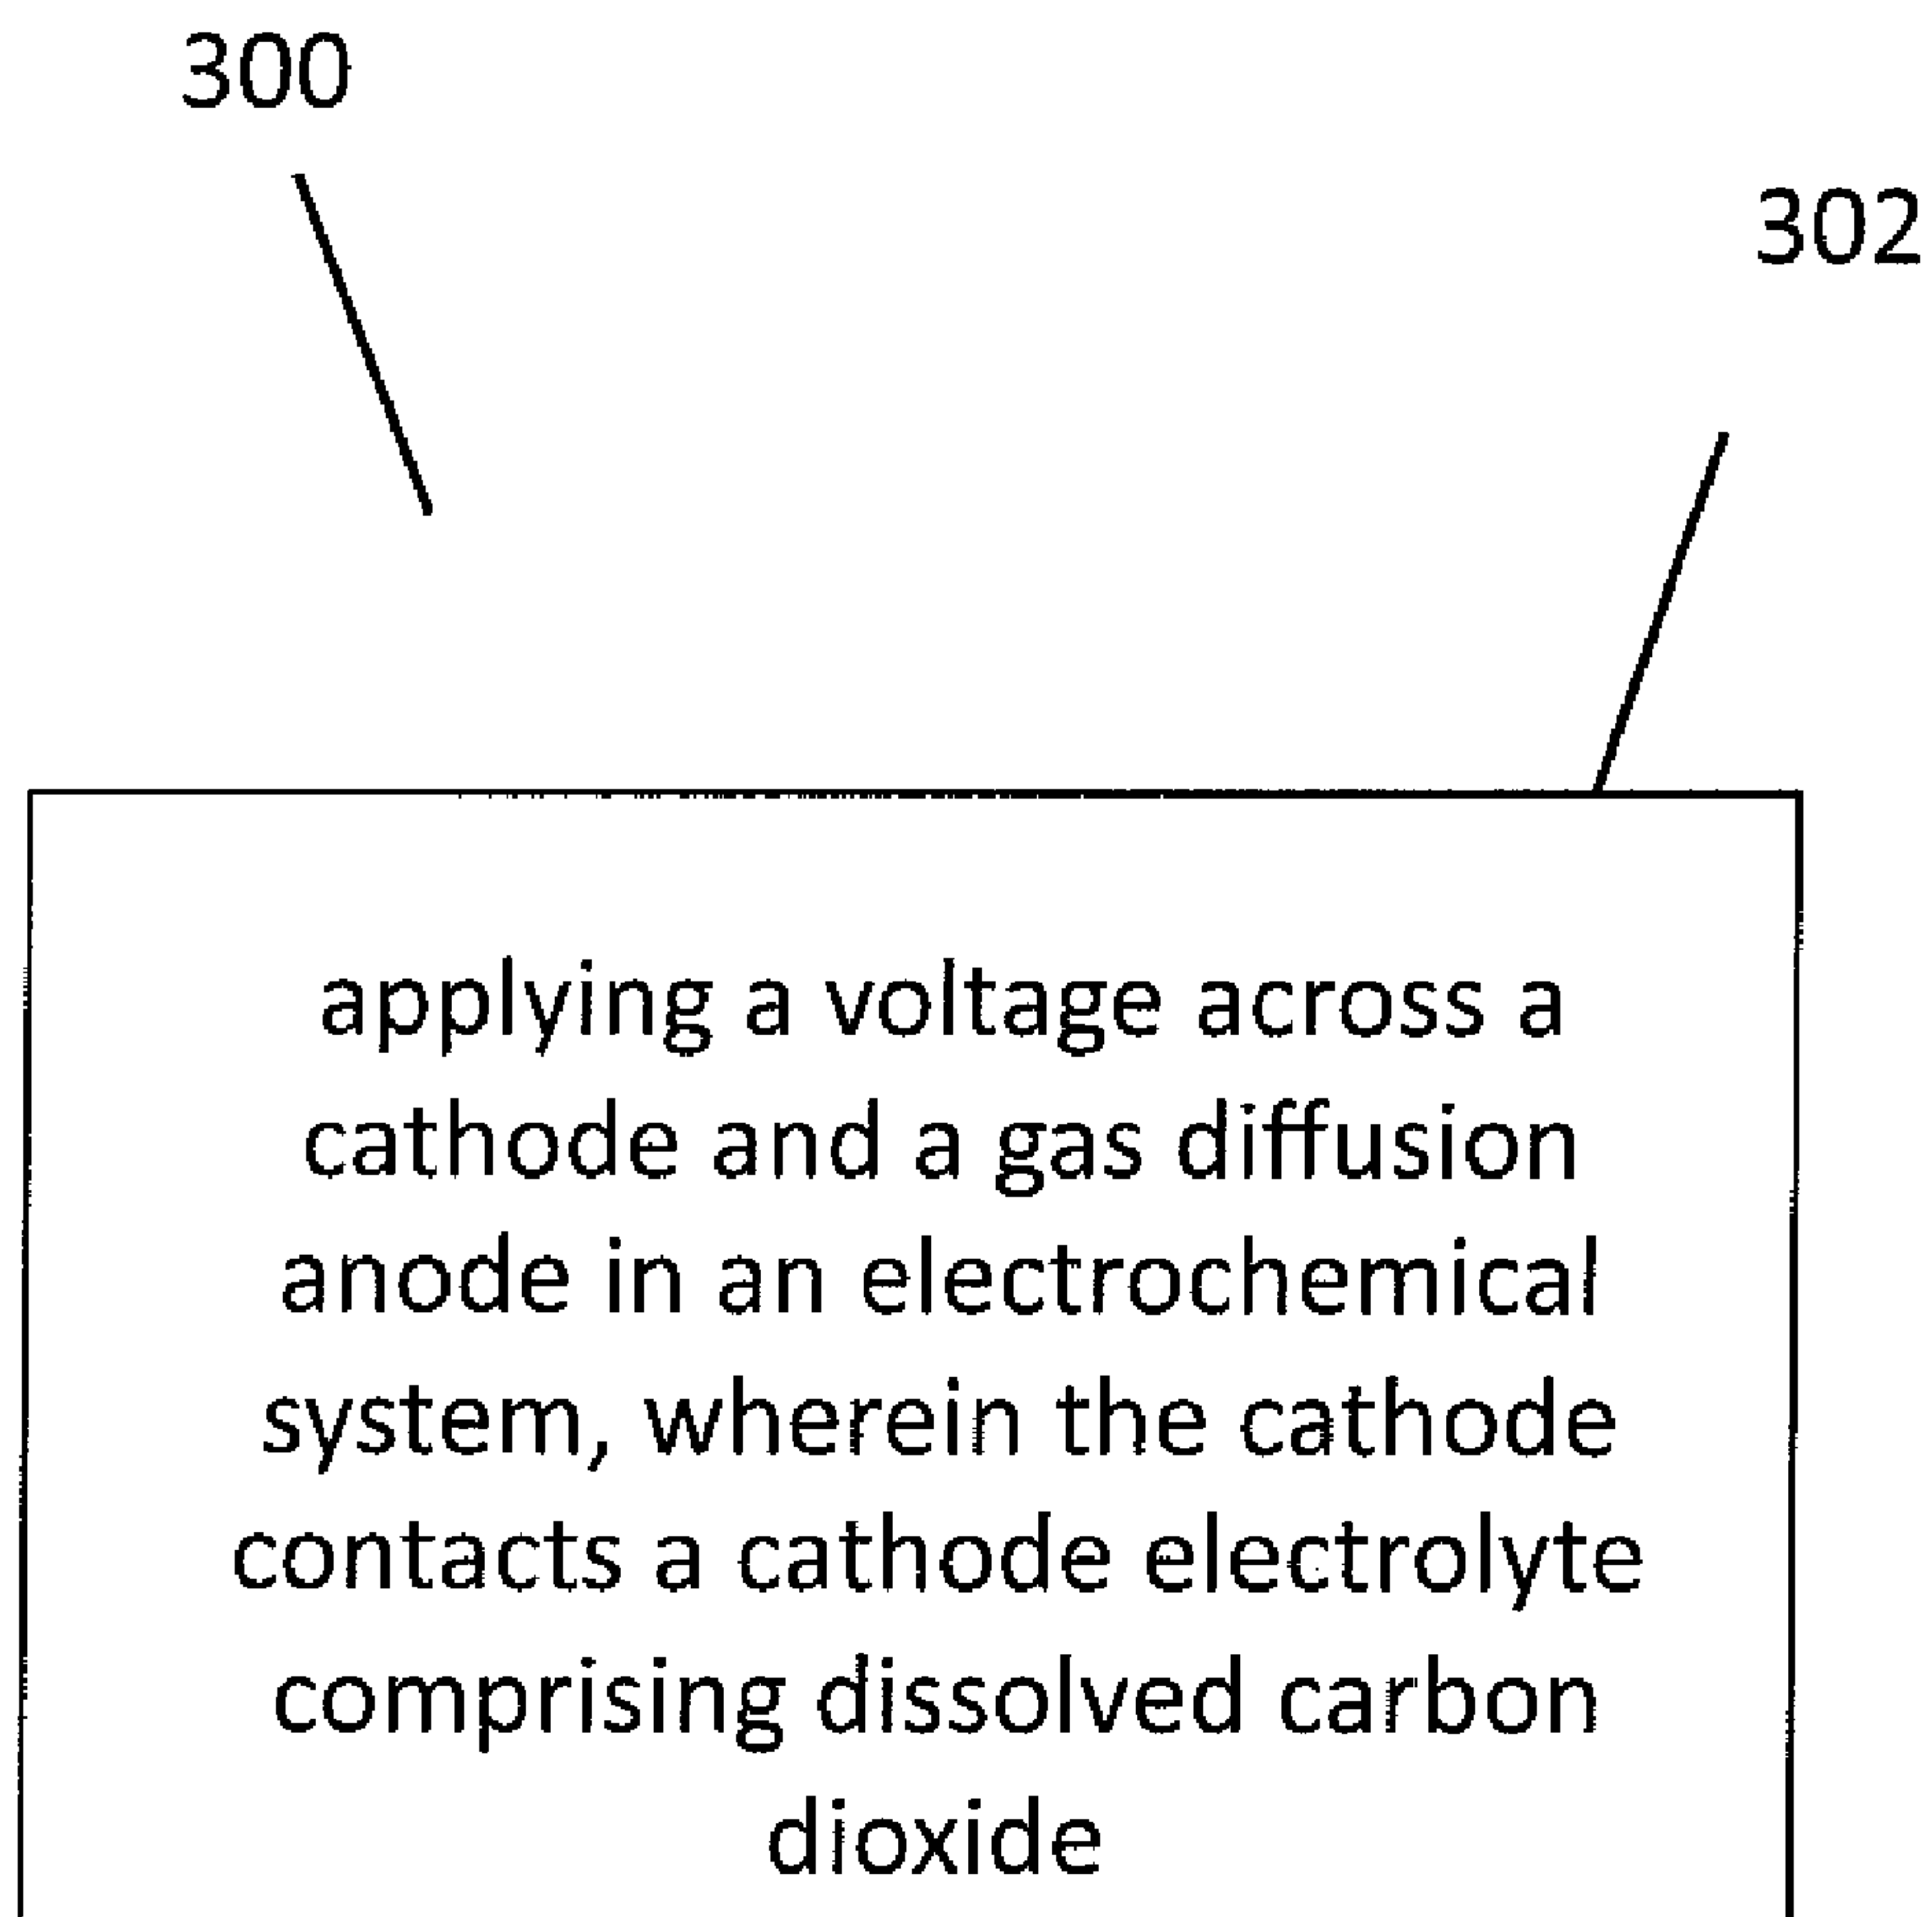 300
302
applying a voltage across a
cathode and a gas diffusion
anode in an electrochemical
system, wherein the cathode
contacts a cathode electrolyte
comprising dissolved carbon
dioxide